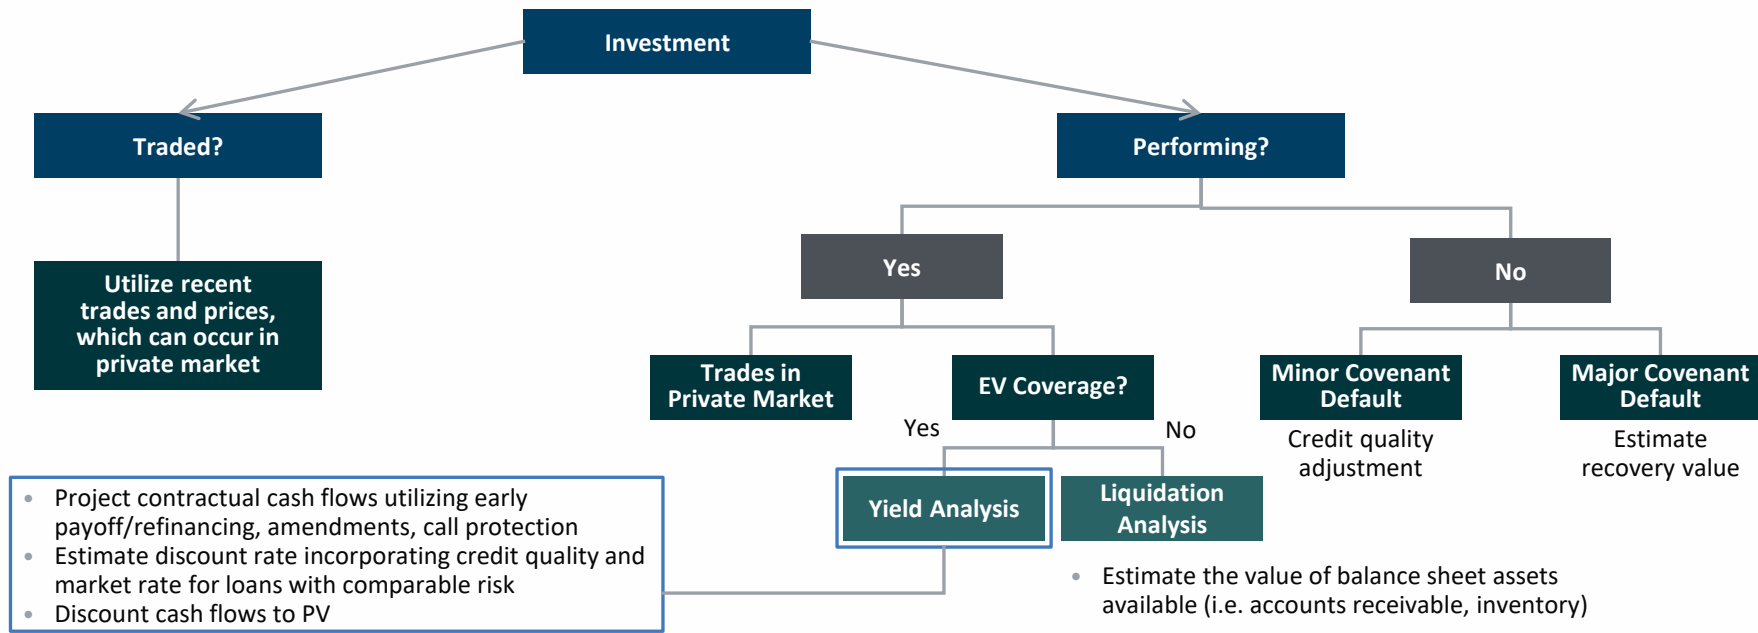 Investment
Traded?
Performing?
Utilize recent
trades and prices,
which can occur in
private market
Yes
No
Trades in
Private Market
EV Coverage?
Minor Covenant
Default
Major Covenant
Default
Credit quality
adjustment
Estimate
recovery value
Yes
No
Yield Analysis
Liquidation
Analysis
• Project contractual cash flows utilizing early
payoff/refinancing, amendments, call protection
• Estimate discount rate incorporating credit quality and
market rate for loans with comparable risk
• Discount cash flows to PV
• Estimate the value of balance sheet assets
available (i.e. accounts receivable, inventory)